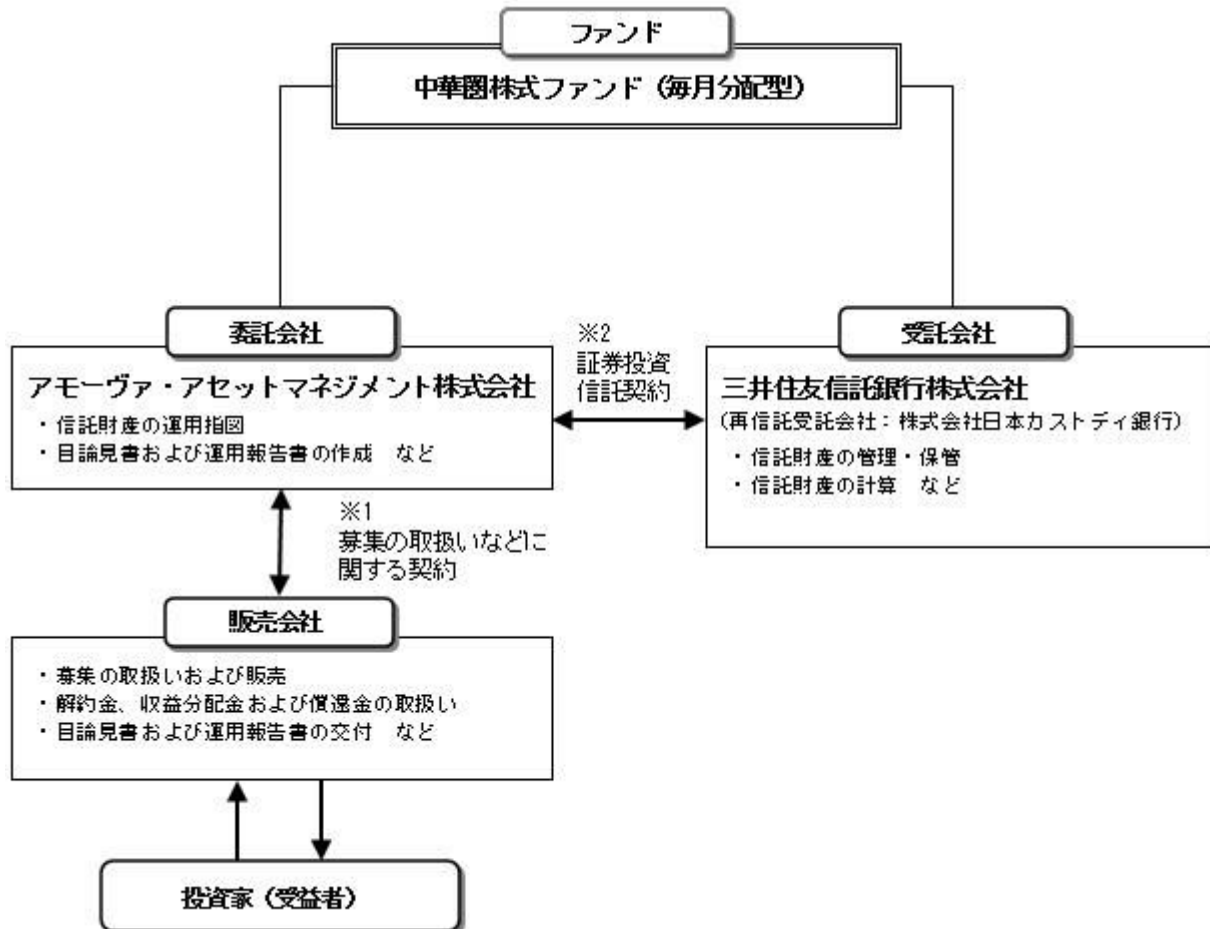 ファンド
中華圏株式ファンド（毎月分配型）
委託会社
アモーヴァ・アセットマネジメント株式会社
・信託財産の運用指図
・目論見書および運用報告書の作成　など
※2
証券投資
信託契約
受託会社
三井住友信託銀行株式会社
(再信託受託会社：株式会社日本カストディ銀行)
・信託財産の管理・保管
・信託財産の計算　など
※1
募集の取扱いなどに
関する契約
販売会社
・募集の取扱いおよび販売
・解約金、収益分配金および償還金の取扱い
・目論見書および運用報告書の交付　など
投資家（受益者）